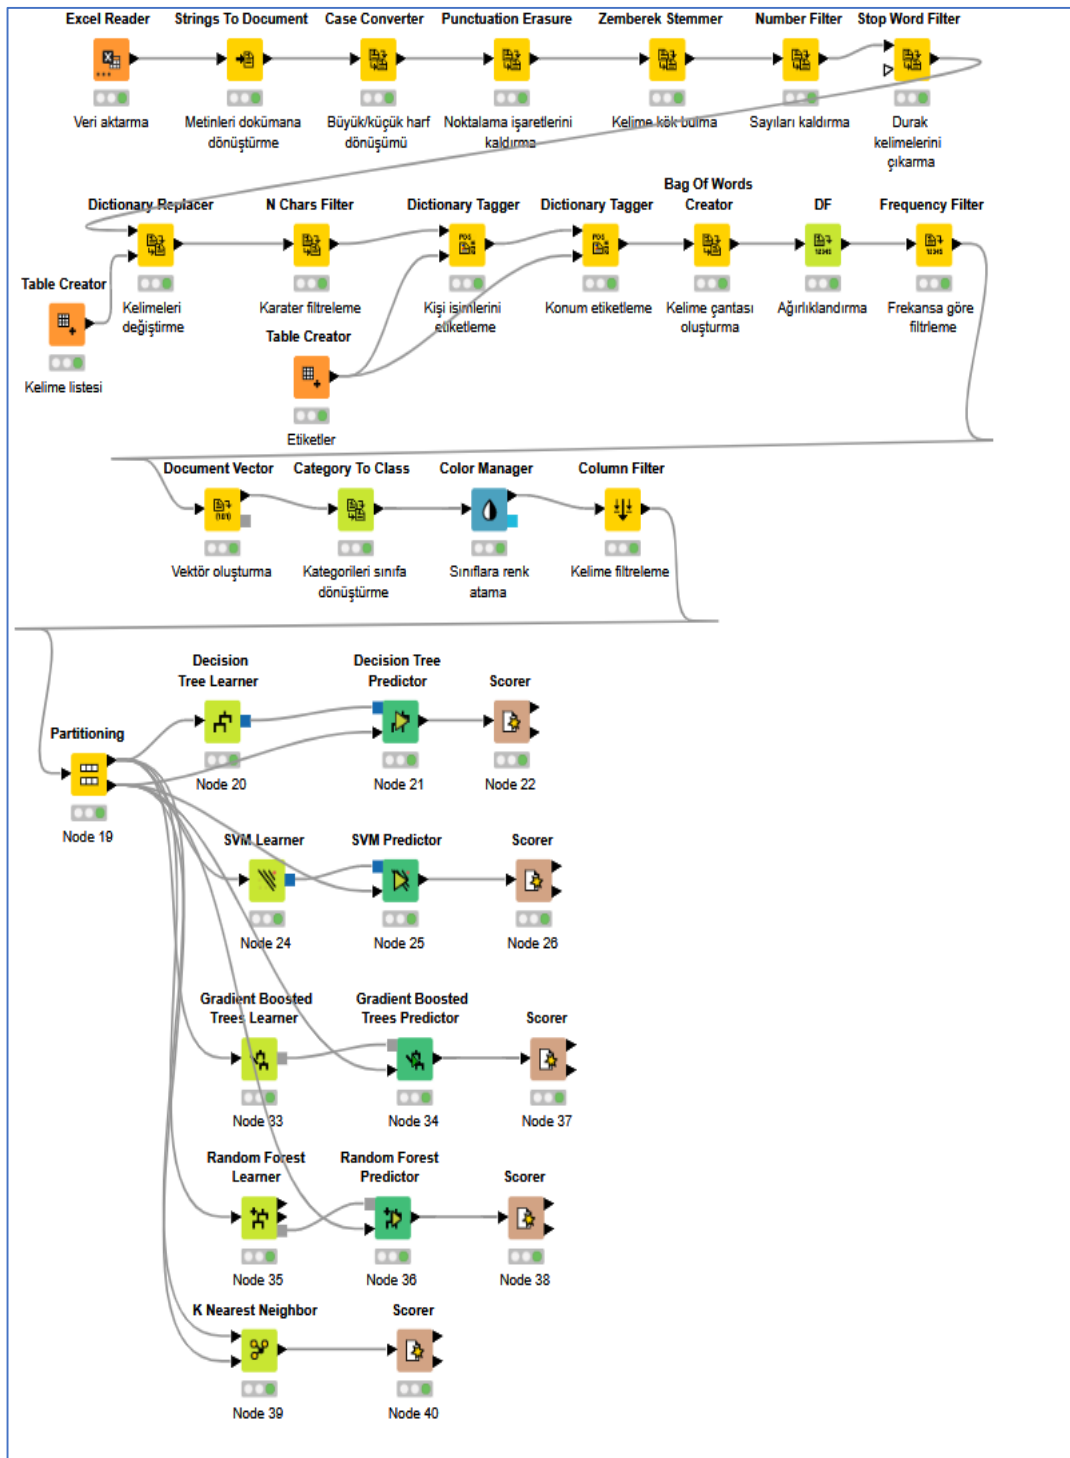 Excel Reader
Strings To Document
Case Converter
Punctuation Erasure
Zemberek Stemmer
Number Filter
Stop Word Filter
Veri aktarma
Metinleri dokümana
dönüştürme
Büyük/küçük harf
dönüşümü
Noktalama işaretlerini
kaldırma
Kelime kök bulma
Sayıları kaldırma
Durak
kelimelerini
çıkarma
Dictionary Replacer
N Chars Filter
Dictionary Tagger
Dictionary Tagger
Bag Of Words
Creator
DF
Frequency Filter
Table Creator
Kelimeleri
değiştirme
Karater filtreleme
Kişi isimlerini
etiketleme
Konum etiketleme
Kelime çantası
oluşturma
Ağırlıklandırma
Frekansa göre
filtrleme
Kelime listesi
Table Creator
Etiketler
Document Vector
Category To Class
Color Manager
Column Filter
Vektör oluşturma
Kategorileri sınıfa
dönüştürme
Sınıflara renk
atama
Kelime filtreleme
Decision
Tree Learner
Decision Tree
Predictor
Scorer
Partitioning
Node 20
Node 21
Node 22
Node 19
SVM Learner
SVM Predictor
Scorer
Node 24
Node 25
Node 26
Gradient Boosted
Trees Learner
Gradient Boosted
Trees Predictor
Scorer
Node 33
Node 34
Node 37
Random Forest
Learner
Random Forest
Predictor
Scorer
Node 35
Node 36
Node 38
K Nearest Neighbor
Scorer
Node 39
Node 40